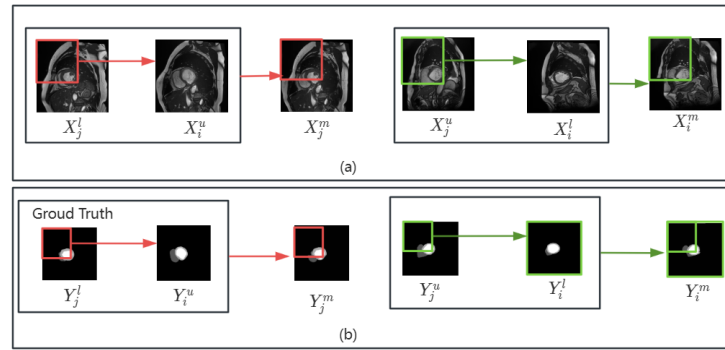 X_j^l X_i^u X_j^m X_j^u X_i^l X_i^m
(a)
Groud Truth
Y_j^l Y_i^u Y_j^m Y_j^u Y_i^l Y_i^m
(b)